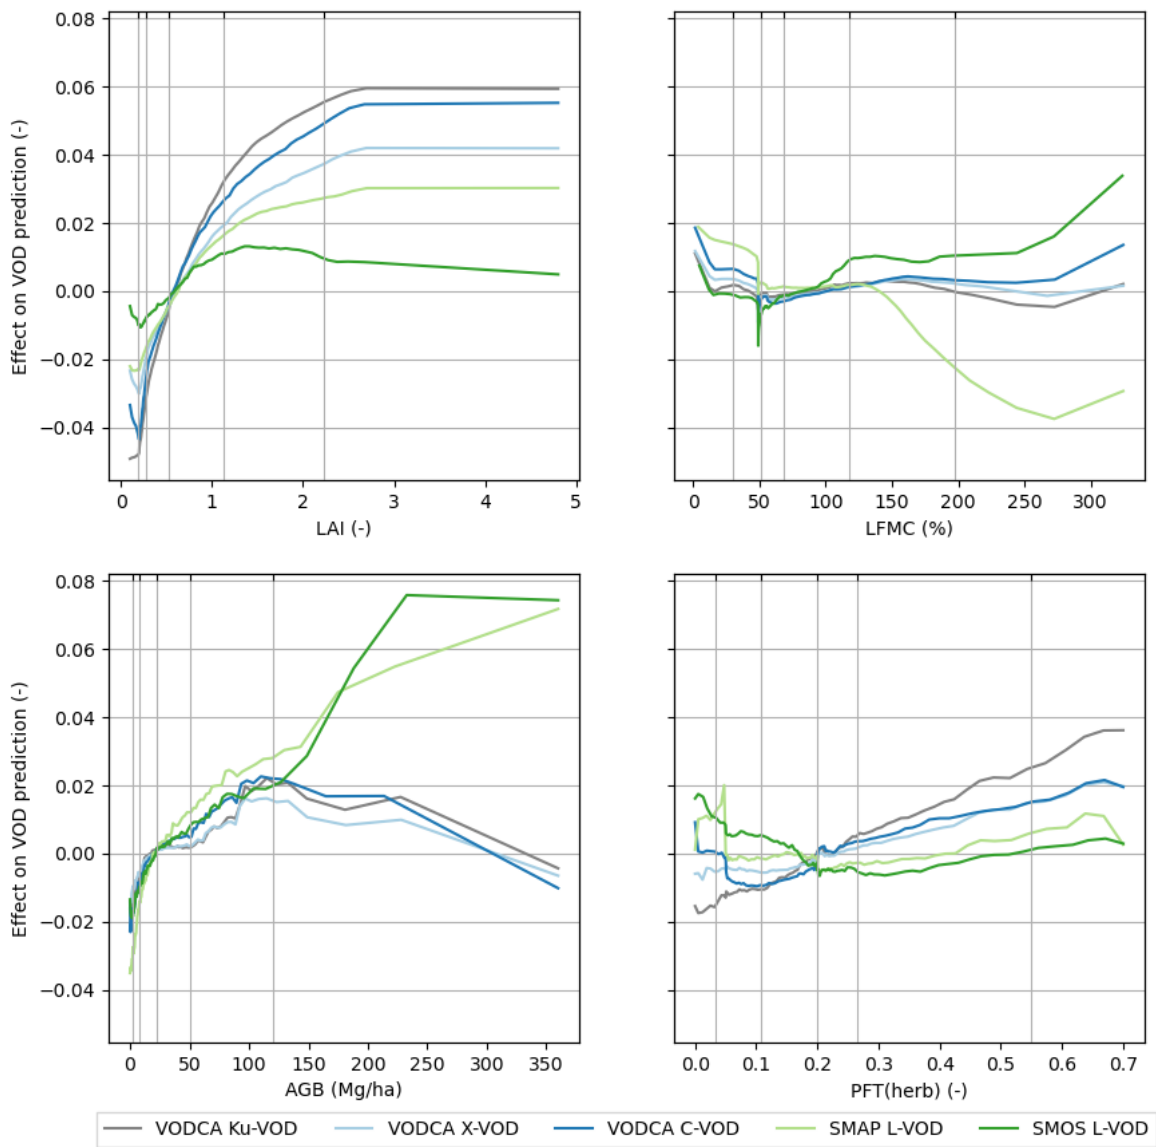 0.08
0.06
0.04
0.02
0.00
−0.02
−0.04
Effect on VOD prediction (-)
0 1 2 3 4 5
LAI (-)
0 50 100 150 200 250 300
LFMC (%)
0.08
0.06
0.04
0.02
0.00
−0.02
−0.04
Effect on VOD prediction (-)
0 50 100 150 200 250 300 350
AGB (Mg/ha)
0.0 0.1 0.2 0.3 0.4 0.5 0.6 0.7
PFT(herb) (-)
VODCA Ku-VOD VODCA X-VOD VODCA C-VOD SMAP L-VOD SMOS L-VOD